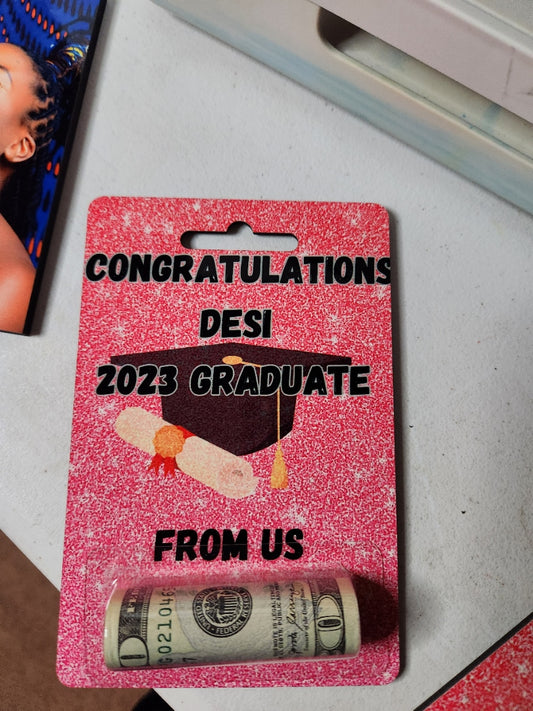 CONGRATULATIONS
DESI
2023 GRADUATE
FROM US